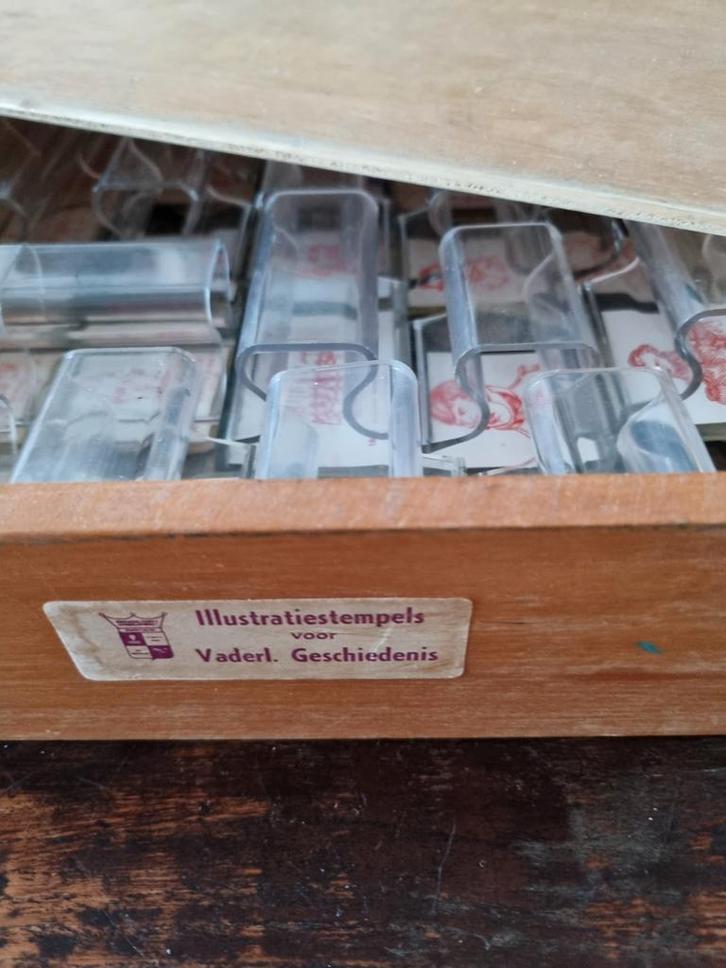 Illustratiestempels
voor
Vaderl. Geschiedenis